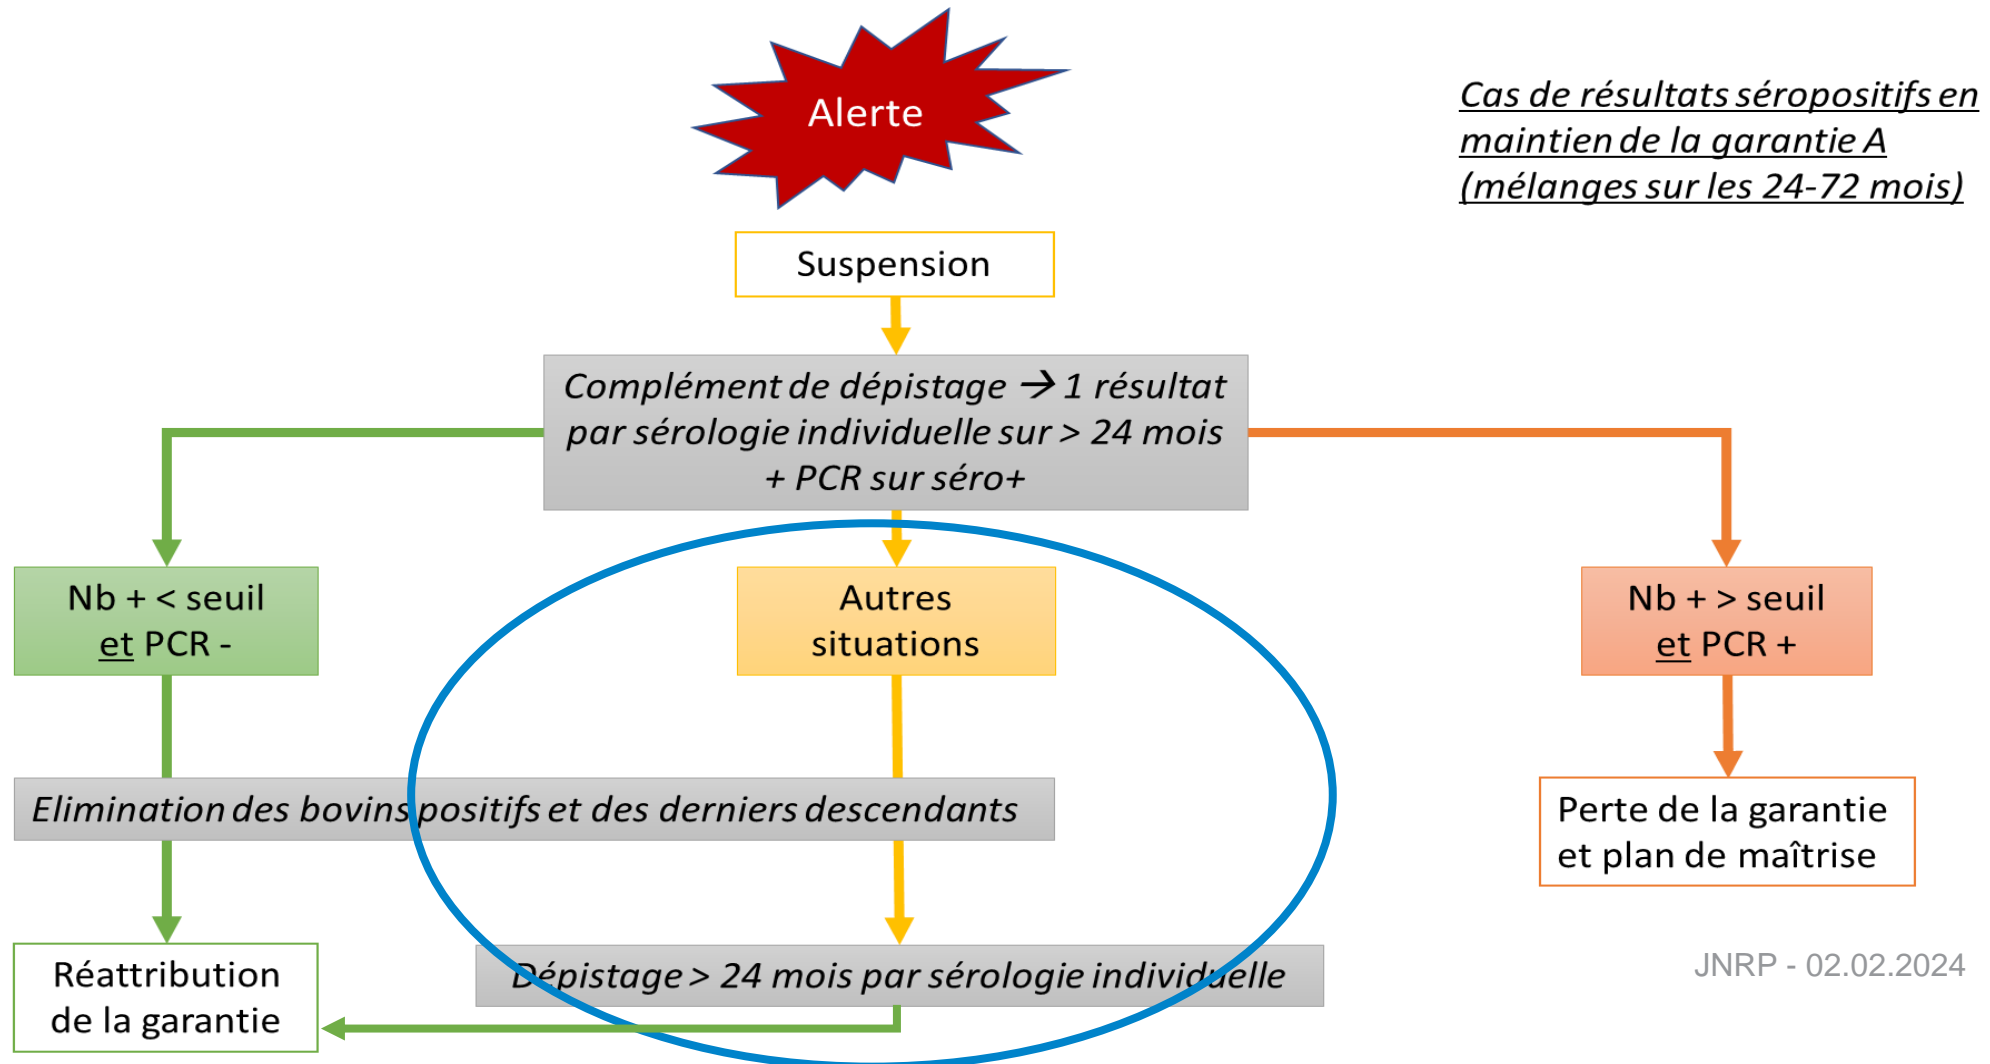 Alerte
Cas de résultats séropositifs en
maintien de la garantie A
(mélanges sur les 24-72 mois)
Suspension
Complément de dépistage → 1 résultat
par sérologie individuelle sur > 24 mois
+ PCR sur séro+
Nb + < seuil
et PCR -
Autres
situations
Nb + > seuil
et PCR +
Elimination des bovins positifs et des derniers descendants
Perte de la garantie
et plan de maîtrise
Réattribution
de la garantie
Dépistage > 24 mois par sérologie individuelle
JNRP - 02.02.2024